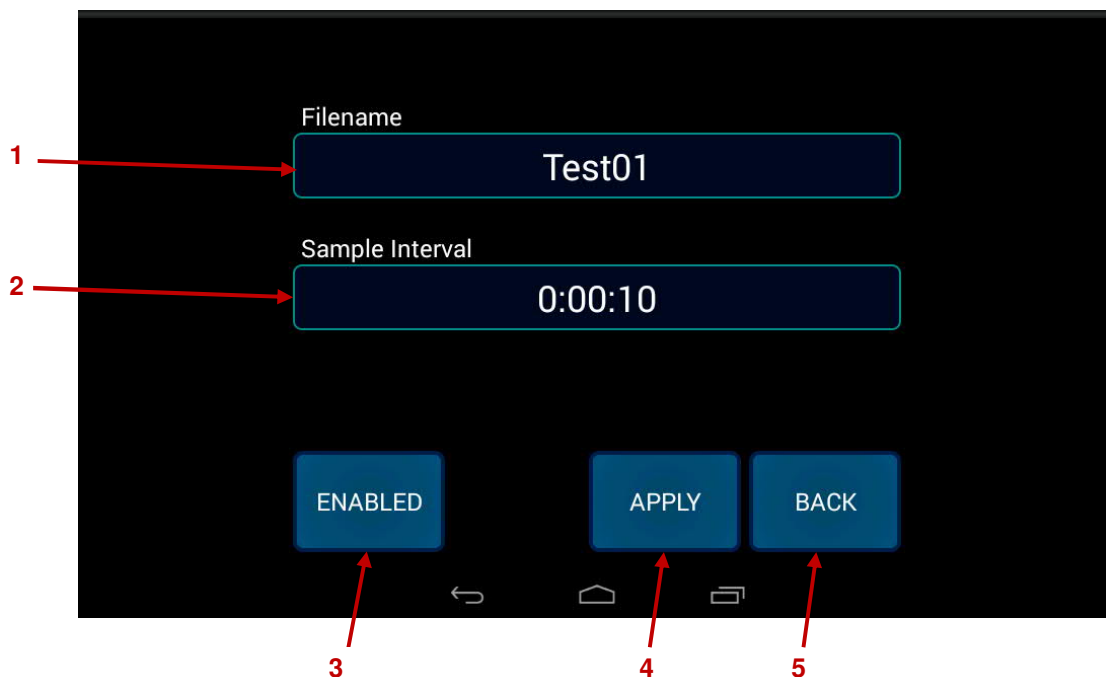 Filename
1
Test01
Sample Interval
2
0:00:10
ENABLED
APPLY
BACK
3
4
5